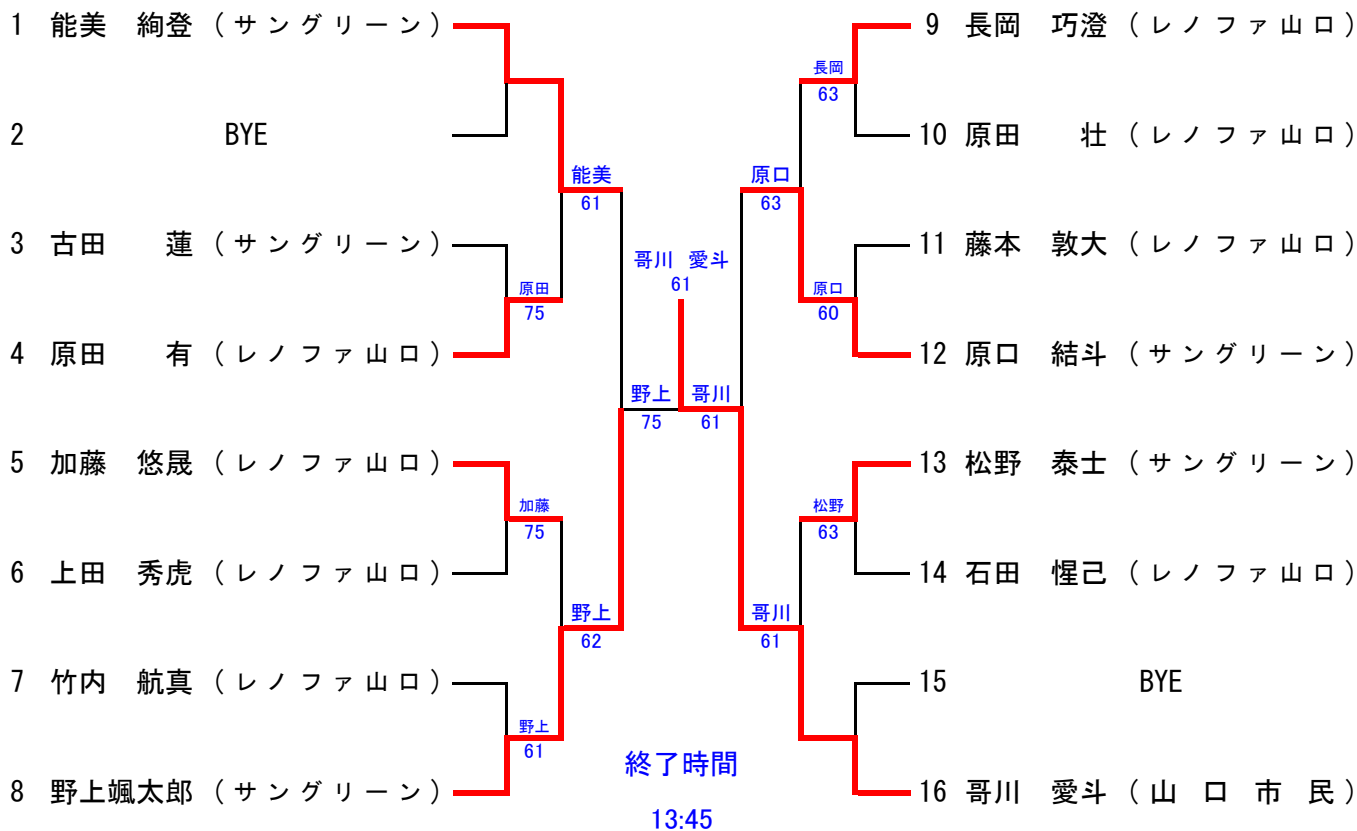 1 能美 絢登 (サングリーン)
2 BYE
3 古田 蓮 (サングリーン)
4 原田 有 (レノファ山口)
5 加藤 悠晟 (レノファ山口)
6 上田 秀虎 (レノファ山口)
7 竹内 航真 (レノファ山口)
8 野上颯太郎 (サングリーン)
原田
75
加藤
75
野上
61
能美
61
野上
62
野上
75
哥川 愛斗
61
哥川
61
原口
63
哥川
61
長岡
63
原口
60
松野
63
9 長岡 巧澄 (レノファ山口)
10 原田 壮 (レノファ山口)
11 藤本 敦大 (レノファ山口)
12 原口 結斗 (サングリーン)
13 松野 泰士 (サングリーン)
14 石田 惺己 (レノファ山口)
15 BYE
16 哥川 愛斗 (山口市民)
終了時間
13:45